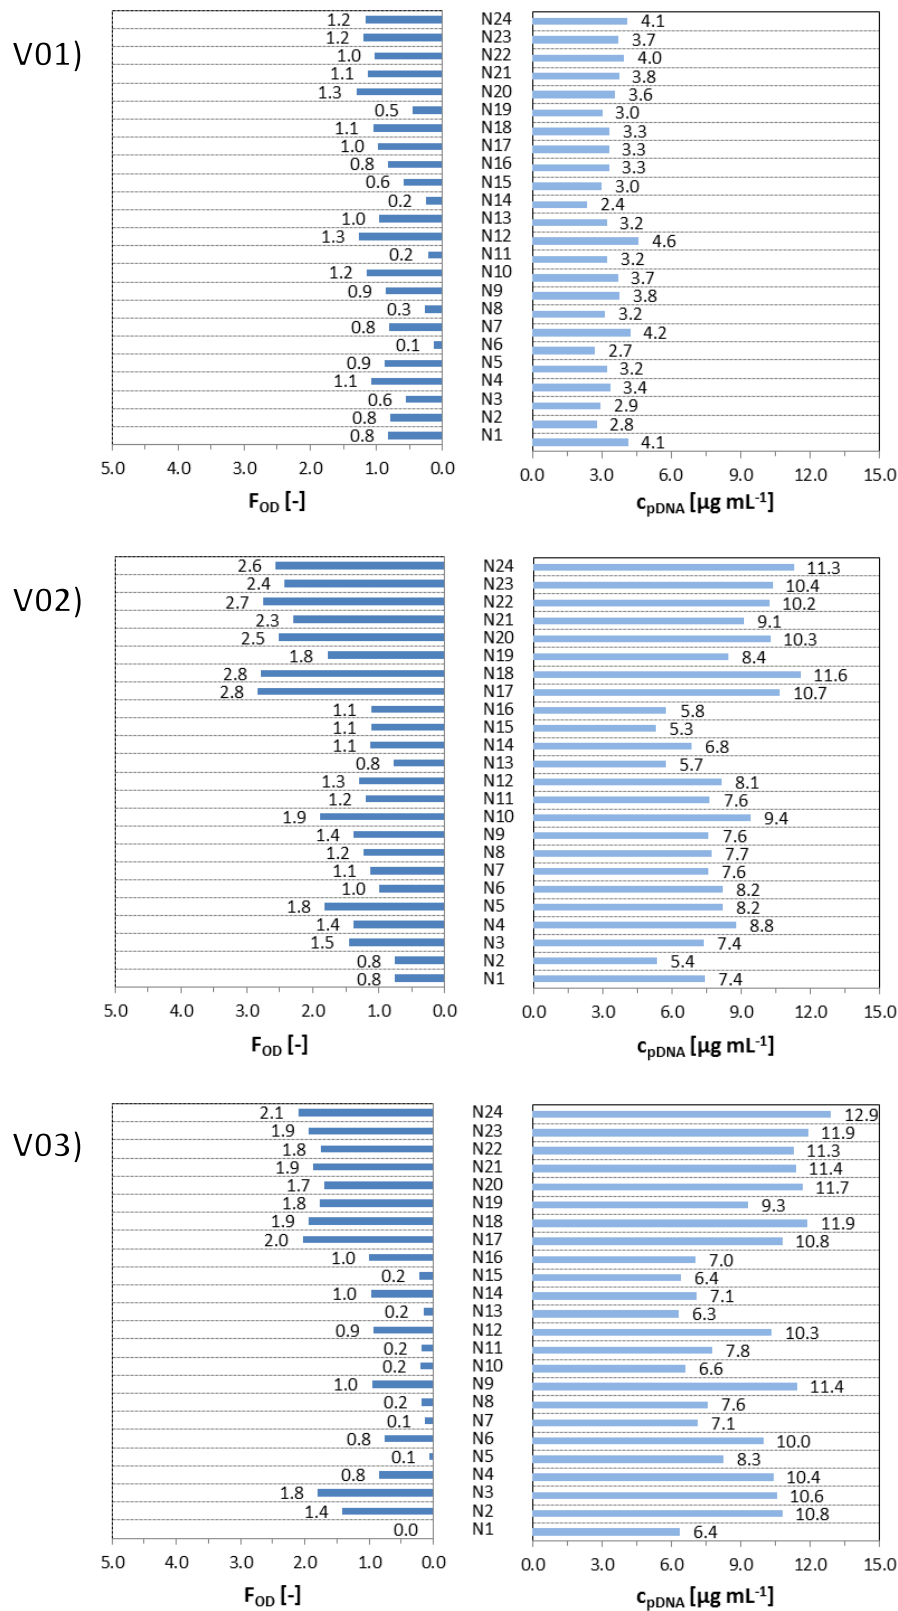 V01)
1.2 N24 4.1
1.2 N23 3.7
1.0 N22 4.0
1.1 N21 3.8
1.3 N20 3.6
0.5 N19 3.0
1.1 N18 3.3
1.0 N17 3.3
0.8 N16 3.3
0.6 N15 3.0
0.2 N14 2.4
1.0 N13 3.2
1.3 N12 4.6
0.2 N11 3.2
1.2 N10 3.7
0.9 N9 3.8
0.3 N8 3.2
0.8 N7 4.2
0.1 N6 2.7
0.9 N5 3.2
1.1 N4 3.4
0.6 N3 2.9
0.8 N2 2.8
0.8 N1 4.1
5.0 4.0 3.0 2.0 1.0 0.0 0.0 3.0 6.0 9.0 12.0 15.0
F_OD [-] c_pDNA [µg mL⁻¹]
V02)
2.6 N24 11.3
2.4 N23 10.4
2.7 N22 10.2
2.3 N21 9.1
2.5 N20 10.3
1.8 N19 8.4
2.8 N18 11.6
2.8 N17 10.7
1.1 N16 5.8
1.1 N15 5.3
1.1 N14 6.8
0.8 N13 5.7
1.3 N12 8.1
1.2 N11 7.6
1.9 N10 9.4
1.4 N9 7.6
1.2 N8 7.7
1.1 N7 7.6
1.0 N6 8.2
1.8 N5 8.2
1.4 N4 8.8
1.5 N3 7.4
0.8 N2 5.4
0.8 N1 7.4
5.0 4.0 3.0 2.0 1.0 0.0 0.0 3.0 6.0 9.0 12.0 15.0
F_OD [-] c_pDNA [µg mL⁻¹]
V03)
2.1 N24 12.9
1.9 N23 11.9
1.8 N22 11.3
1.9 N21 11.4
1.7 N20 11.7
1.8 N19 9.3
1.9 N18 11.9
2.0 N17 10.8
1.0 N16 7.0
0.2 N15 6.4
1.0 N14 7.1
0.2 N13 6.3
0.9 N12 10.3
0.2 N11 7.8
0.2 N10 6.6
1.0 N9 11.4
0.2 N8 7.6
0.1 N7 7.1
0.8 N6 10.0
0.1 N5 8.3
0.8 N4 10.4
1.8 N3 10.6
1.4 N2 10.8
0.0 N1 6.4
5.0 4.0 3.0 2.0 1.0 0.0 0.0 3.0 6.0 9.0 12.0 15.0
F_OD [-] c_pDNA [µg mL⁻¹]